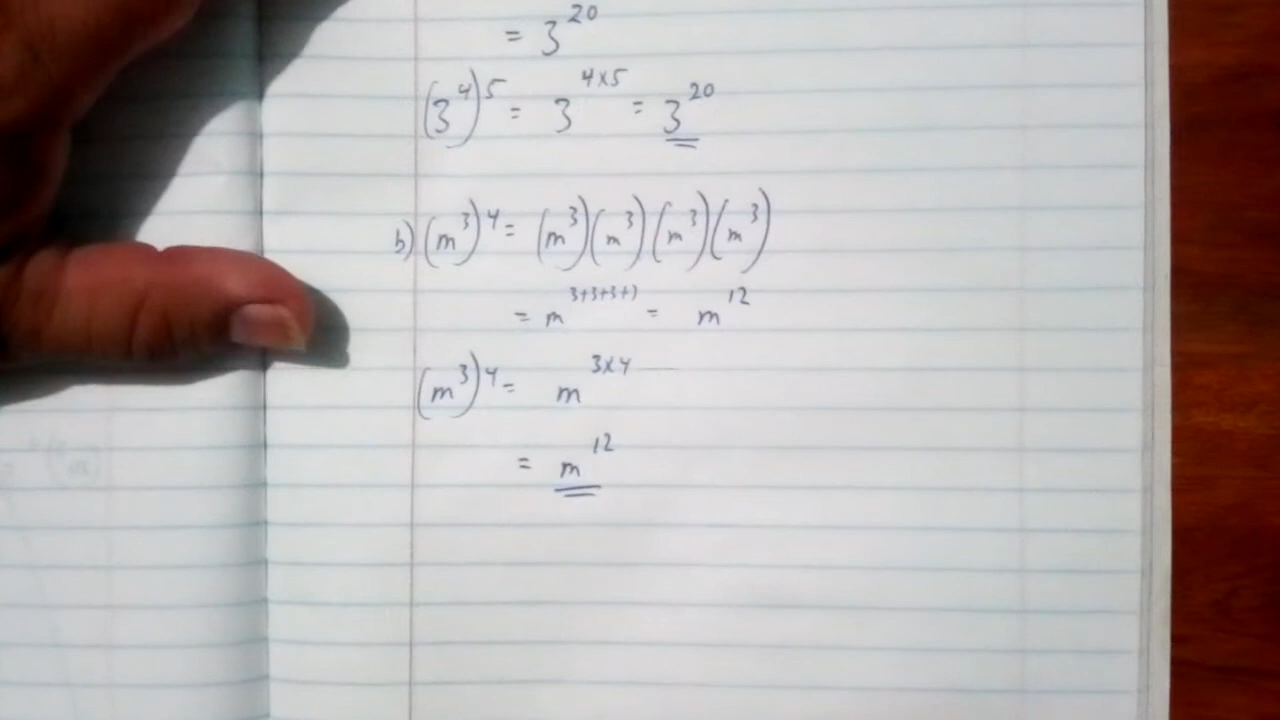 = 3^20
(3^4)^5 = 3^4×5 = 3^20
b) (m^3)^4 = (m^3)(m^3)(m^3)(m^3)
= m^3+3+3+3 = m^12
(m^3)^4 = m^3×4
= m^12